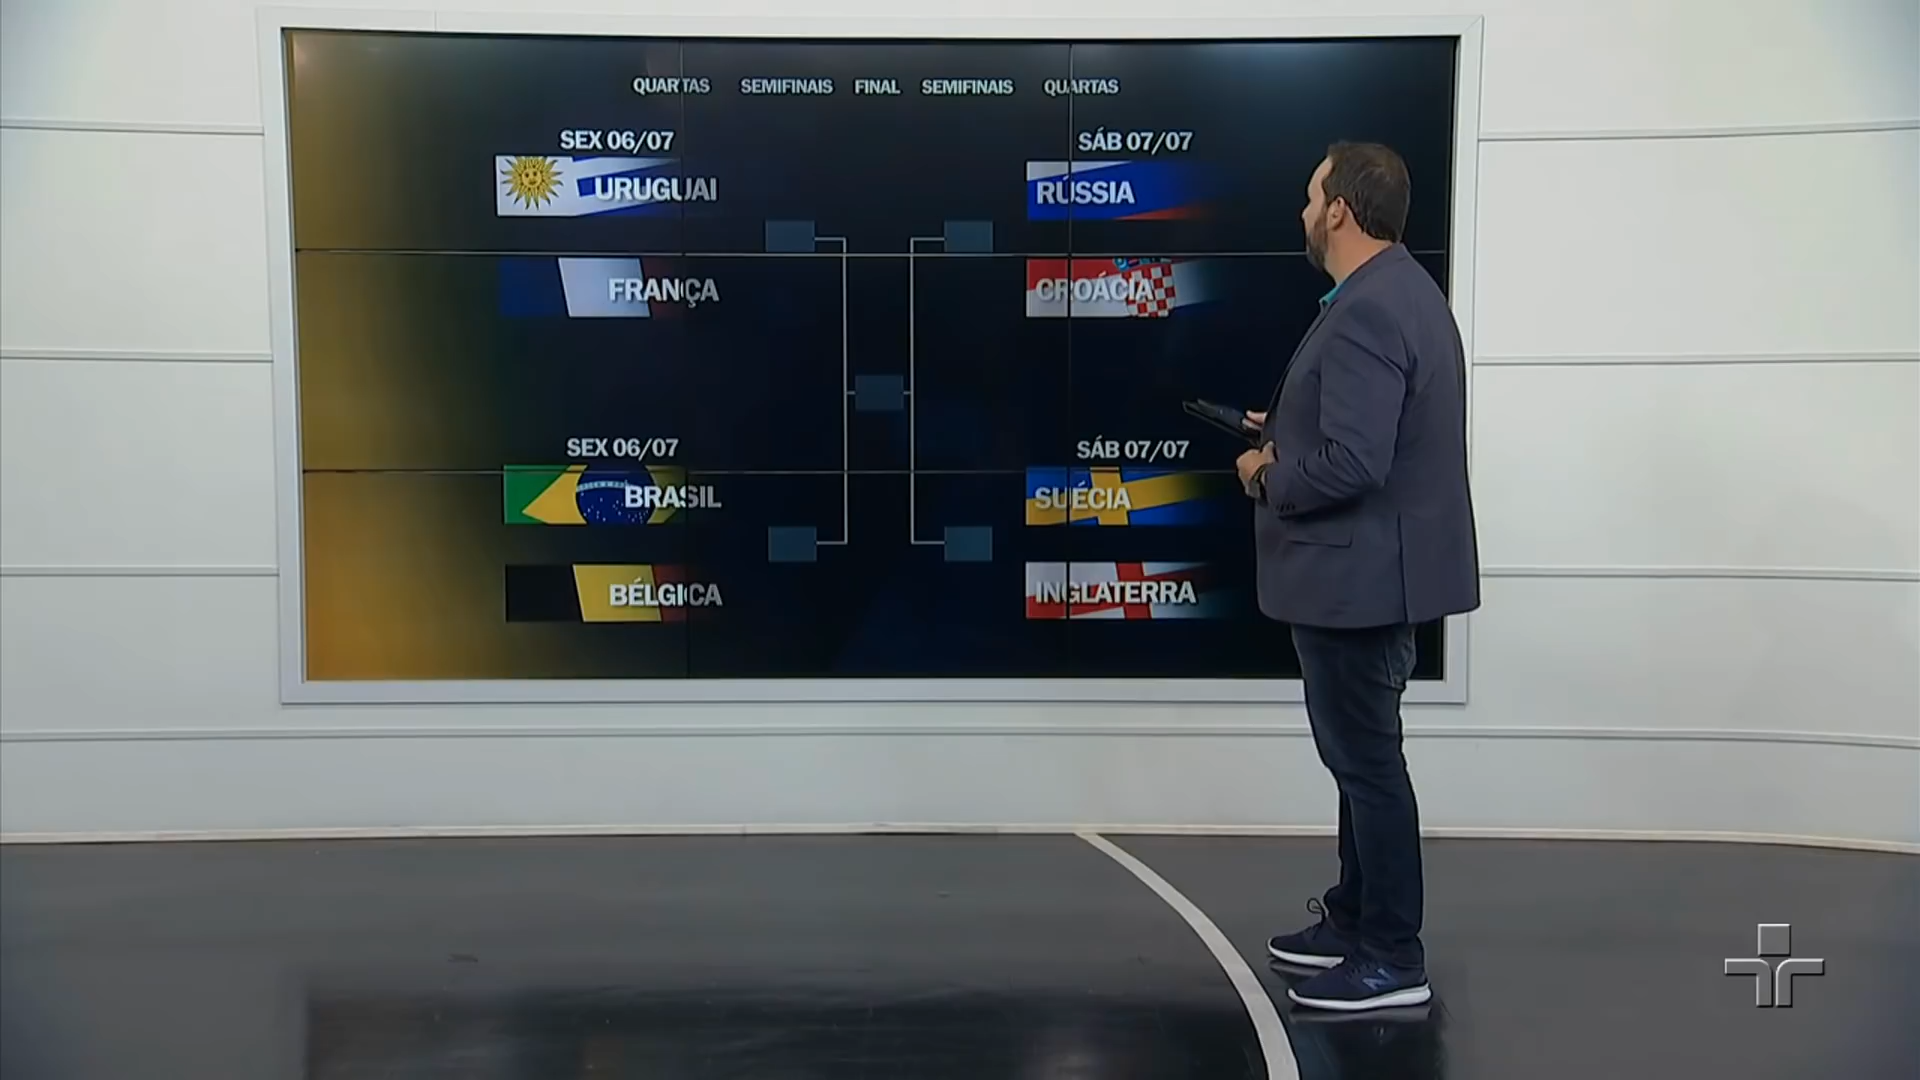 QUARTAS SEMIFINAIS FINAL SEMIFINAIS QUARTAS
SEX 06/07
URUGUAI
FRANÇA
SEX 06/07
BRASIL
BÉLGICA
SÁB 07/07
RÚSSIA
CROÁCIA
SÁB 07/07
SUÉCIA
INGLATERRA